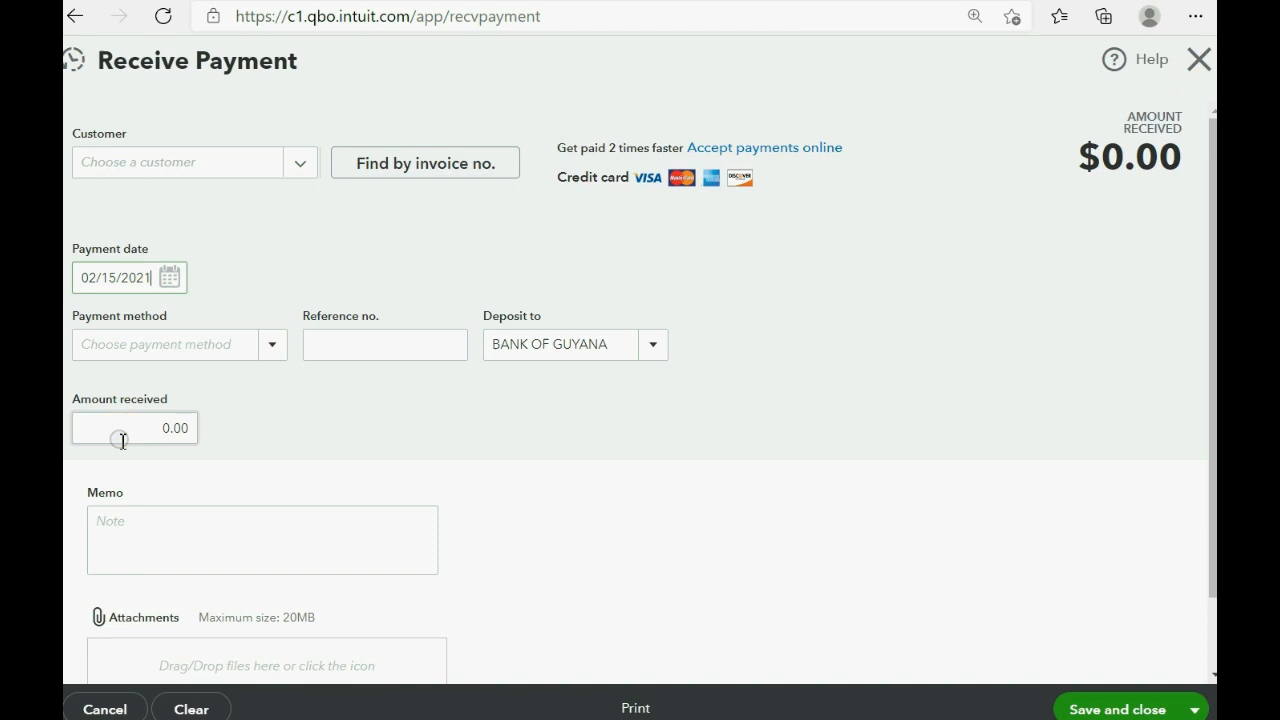 https://c1.qbo.intuit.com/app/recvpayment
Receive Payment
Help
Customer
Choose a customer
Find by invoice no.
Get paid 2 times faster Accept payments online
Credit card VISA MasterCard DISCOVER
AMOUNT
RECEIVED
$0.00
Payment date
02/15/2021
Payment method
Reference no.
Deposit to
Choose payment method
BANK OF GUYANA
Amount received
0.00
Memo
Note
Attachments Maximum size: 20MB
Drag/Drop files here or click the icon
Cancel
Clear
Print
Save and close